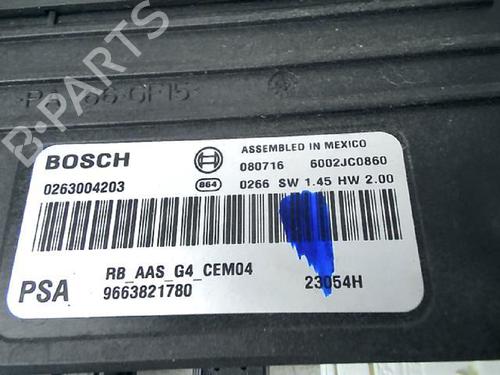 B-Parts
BOSCH
ASSEMBLED IN MEXICO
080716 6002JC0860
0263004203
864 0266 SW 1.45 HW 2.00
RB_AAS_G4_CEM04
PSA
9663821780
23054H